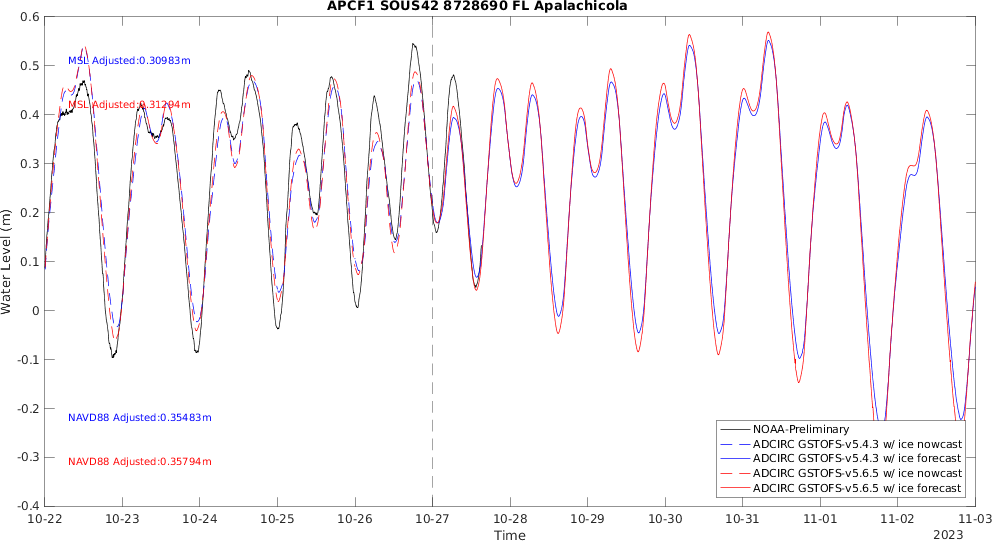 APCF1 SOUS42 8728690 FL Apalachicola
0.6
0.5
0.4
0.3
0.2
0.1
0
-0.1
-0.2
-0.3
-0.4
Water Level (m)
MSL Adjusted:0.30983m
MSL Adjusted:0.31204m
NAVD88 Adjusted:0.35483m
NAVD88 Adjusted:0.35794m
NOAA-Preliminary
ADCIRC GSTOFS-v5.4.3 w/ ice nowcast
ADCIRC GSTOFS-v5.4.3 w/ ice forecast
ADCIRC GSTOFS-v5.6.5 w/ ice nowcast
ADCIRC GSTOFS-v5.6.5 w/ ice forecast
10-22 10-23 10-24 10-25 10-26 10-27 10-28 10-29 10-30 10-31 11-01 11-02 11-03
Time
2023